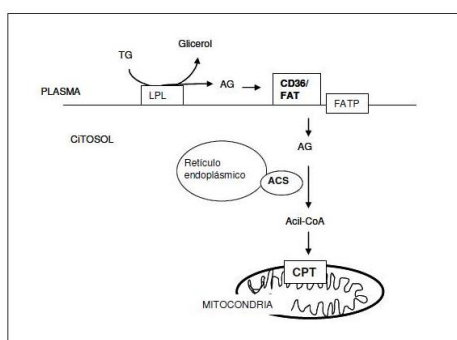 Glicerol
TG
PLASMA
LPL
AG
CD36/
FAT
FATP
CiTOSOL
AG
Retículo
endoplásmico
ACS
Acil-CoA
CPT
MITOCONDRIA